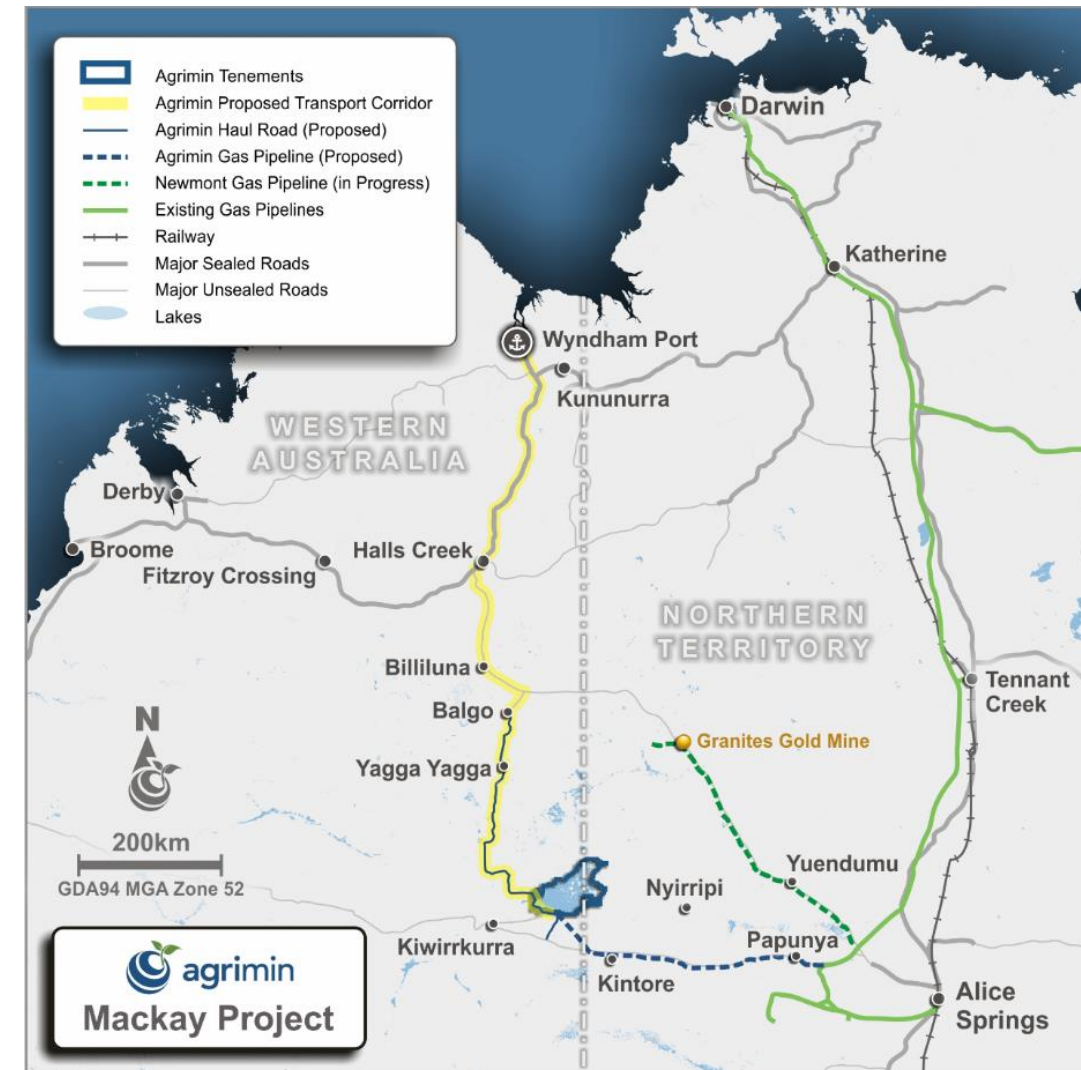 Agrimin Tenements
Agrimin Proposed Transport Corridor
Agrimin Haul Road (Proposed)
Agrimin Gas Pipeline (Proposed)
Newmont Gas Pipeline (in Progress)
Existing Gas Pipelines
Railway
Major Sealed Roads
Major Unsealed Roads
Lakes
Darwin
Katherine
Wyndham Port
Kununurra
WESTERN
AUSTRALIA
Derby
Broome
Halls Creek
Fitzroy Crossing
NORTHERN
TERRITORY
Billiluna
Tennant
Creek
Balgo
Granites Gold Mine
Yagga Yagga
N
200km
GDA94 MGA Zone 52
Yuendumu
Nyirripi
Kiwirrkurra
Papunya
Kintore
Alice
Springs
agrimin
Mackay Project